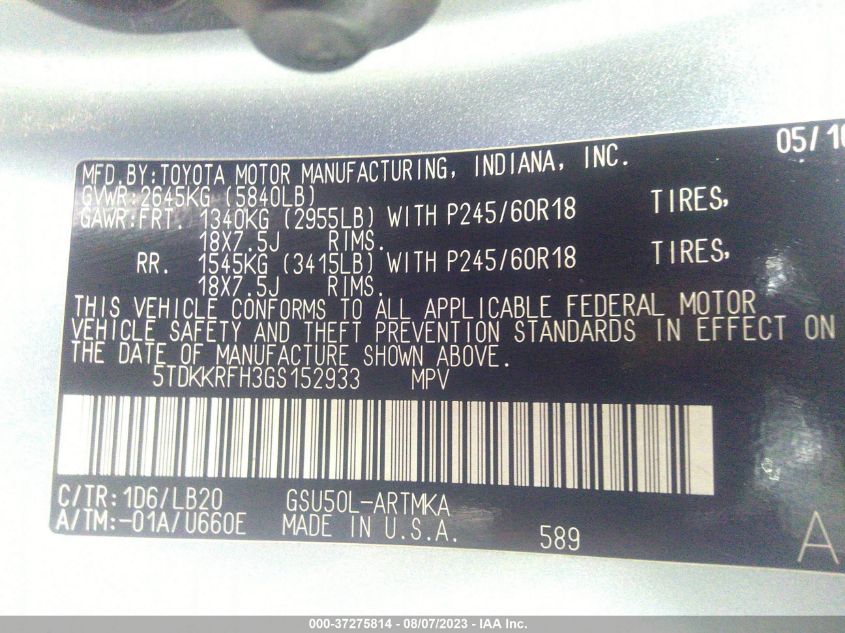 05/16
MFD.BY:TOYOTA MOTOR MANUFACTURING, INDIANA, INC.
GVWR:2645KG (5840LB)
GAWR:FRT. 1340KG (2955LB) WITH P245/60R18 TIRES,
18X7.5J RIMS.
RR. 1545KG (3415LB) WITH P245/60R18 TIRES,
18X7.5J RIMS.
THIS VEHICLE CONFORMS TO ALL APPLICABLE FEDERAL MOTOR
VEHICLE SAFETY AND THEFT PREVENTION STANDARDS IN EFFECT ON
THE DATE OF MANUFACTURE SHOWN ABOVE.
5TDKKRFH3GS152933 MPV
C/TR:1D6/LB20 GSU50L-ARTMKA
A/TM:-01A/U660E MADE IN U.S.A. 589
A
000-37275814 - 08/07/2023 - IAA Inc.